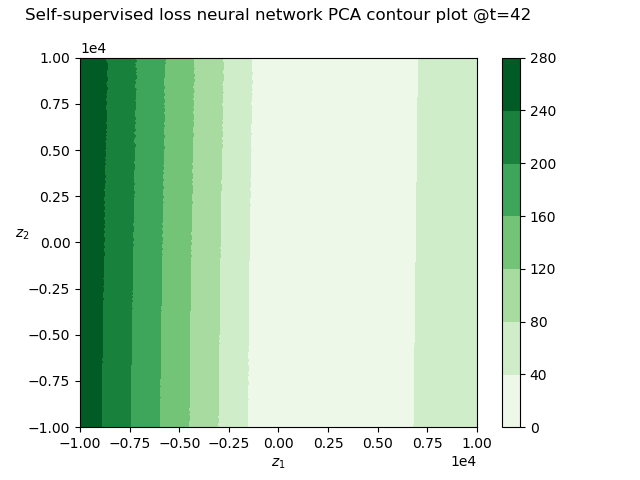 Self-supervised loss neural network PCA contour plot @t=42
1e4
1.00
0.75
0.50
0.25
0.00
−0.25
−0.50
−0.75
−1.00
z2
−1.00 −0.75 −0.50 −0.25 0.00 0.25 0.50 0.75 1.00
z1
1e4
280
240
200
160
120
80
40
0